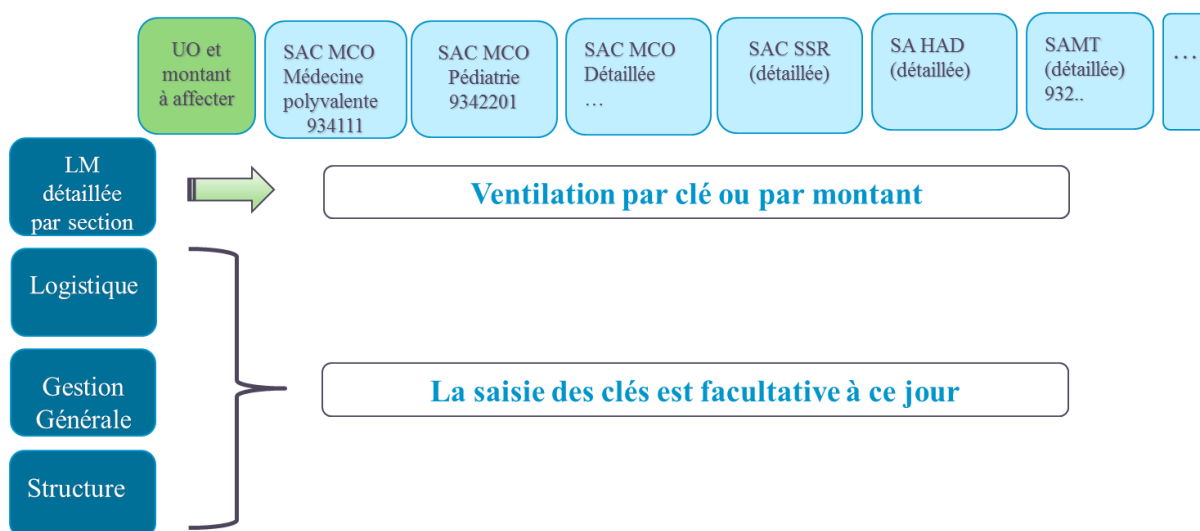 UO et
montant
à affecter
SAC MCO
Médecine
polyvalente
934111
SAC MCO
Pédiatrie
9342201
SAC MCO
Détaillée
…
SAC SSR
(détaillée)
SA HAD
(détaillée)
SAMT
(détaillée)
932..
…
LM
détaillée
par section
Ventilation par clé ou par montant
Logistique
Gestion
Générale
La saisie des clés est facultative à ce jour
Structure